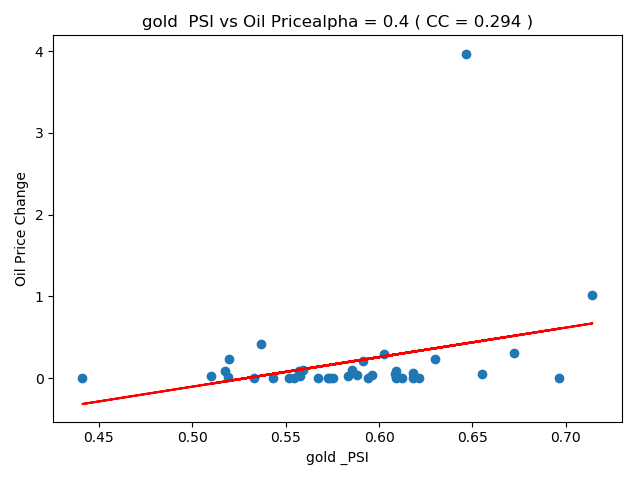 gold  PSI vs Oil Pricealpha = 0.4 ( CC = 0.294 )
4
3
2
1
0
Oil Price Change
0.45 0.50 0.55 0.60 0.65 0.70
gold _PSI